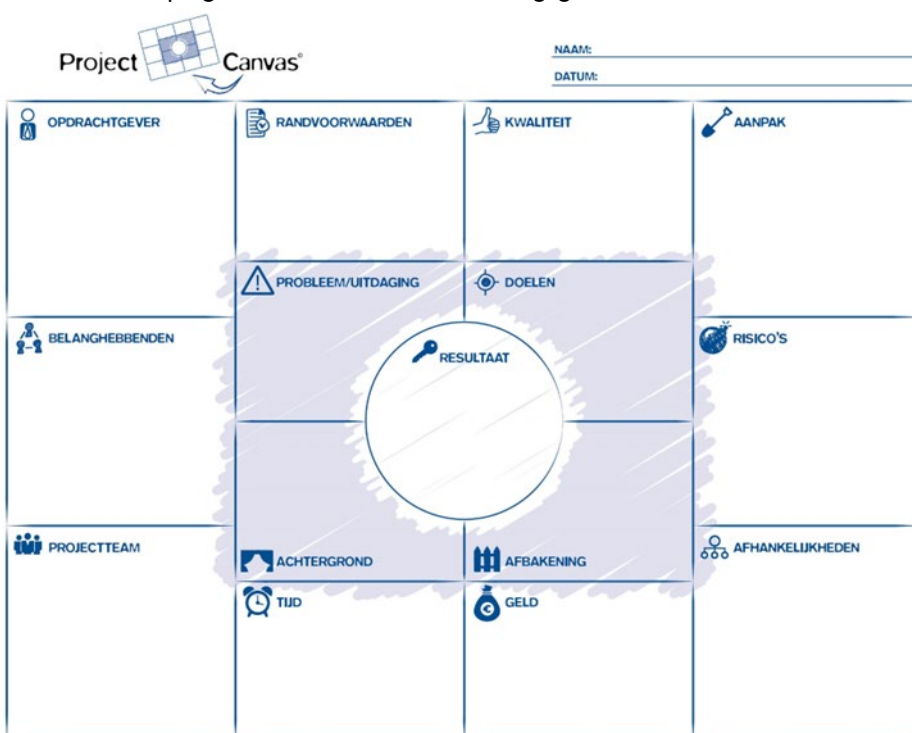 Project Canvas®
NAAM:
DATUM:
OPDRACHTGEVER
RANDVOORWAARDEN
KWALITEIT
AANPAK
PROBLEEM/UITDAGING
DOELEN
BELANGHEBBENDEN
RESULTAAT
RISICO'S
PROJECTTEAM
ACHTERGROND
AFBAKENING
AFHANKELIJKHEDEN
TIJD
GELD